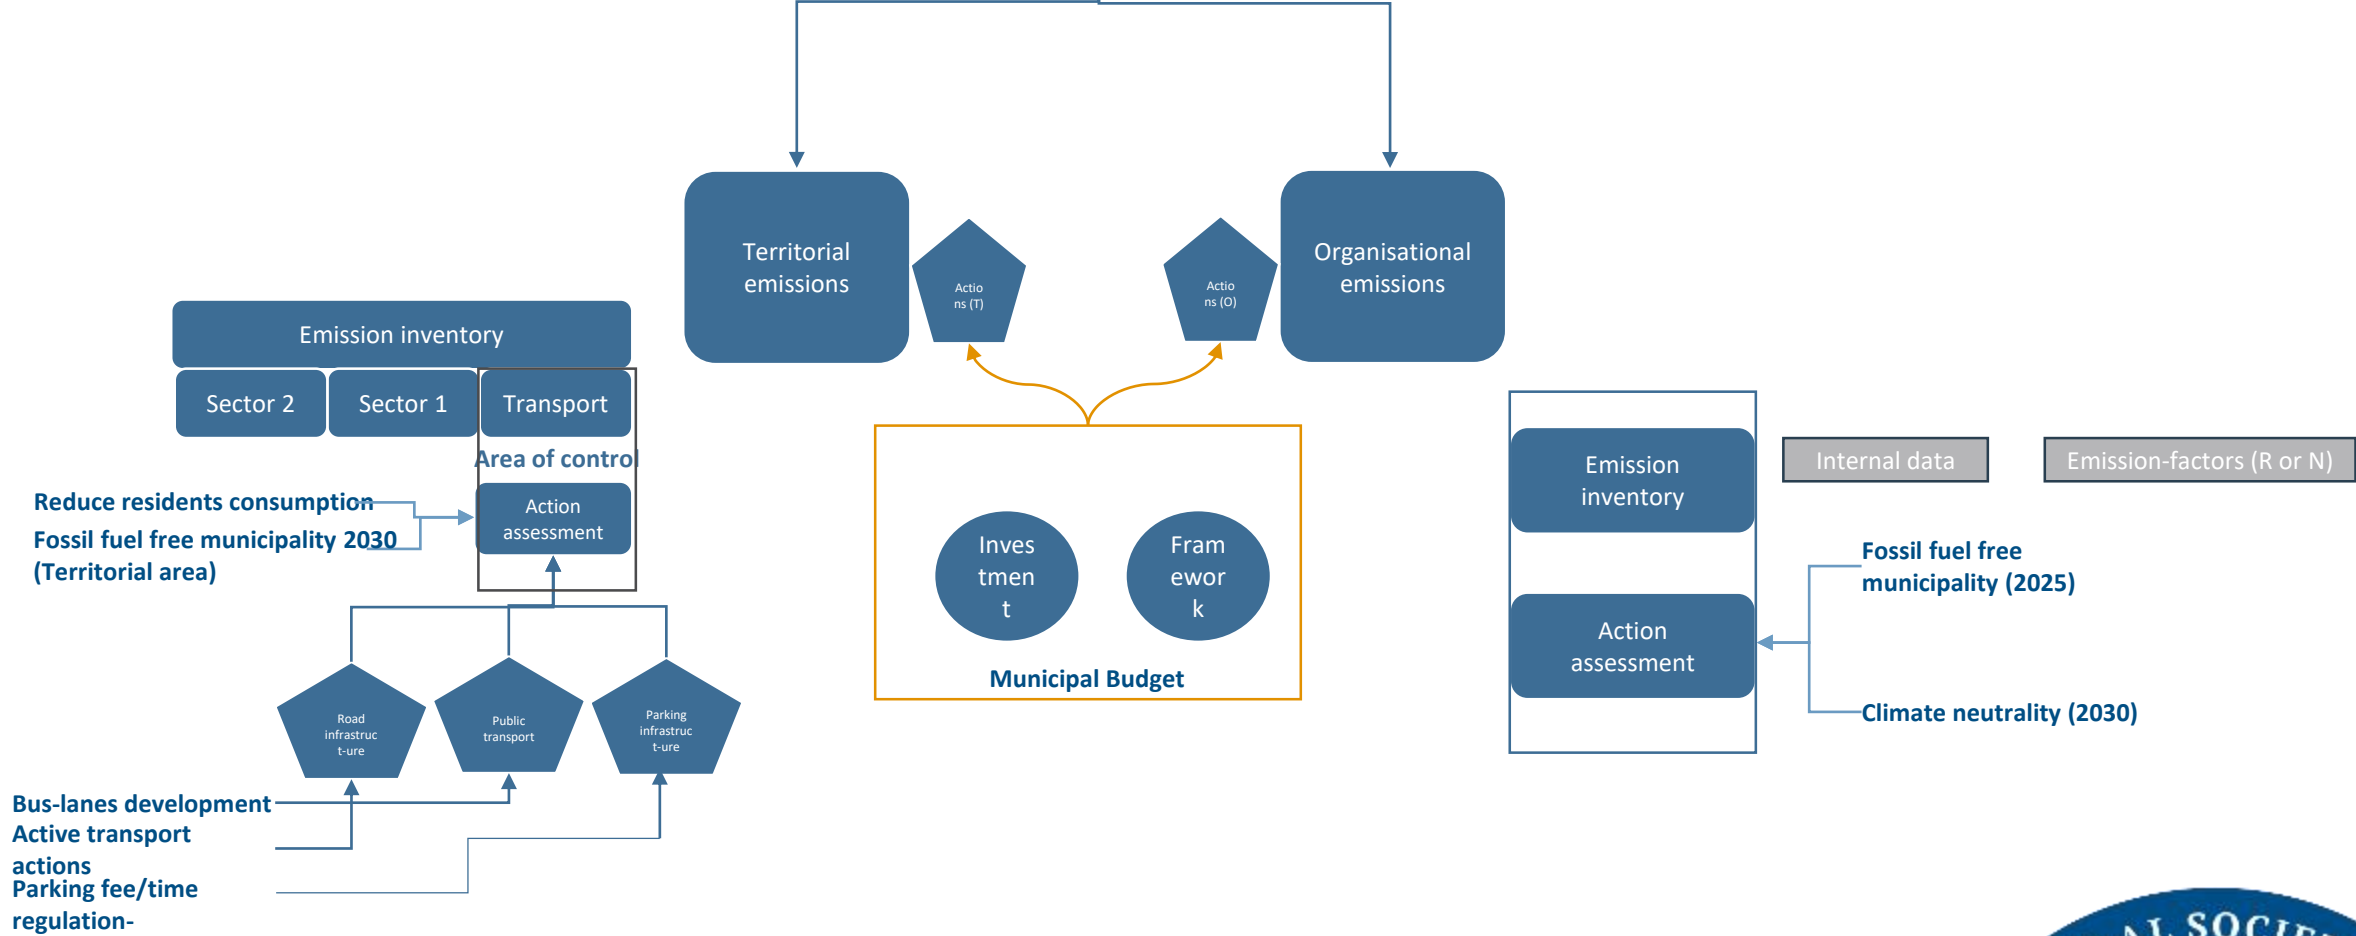 Territorial
emissions
Actio
ns (T)
Actio
ns (O)
Organisational
emissions
Emission inventory
Sector 2
Sector 1
Transport
Area of control
Reduce residents consumption
Fossil fuel free municipality 2030
(Territorial area)
Action
assessment
Road
infrastruc
t-ure
Public
transport
Parking
infrastruc
t-ure
Bus-lanes development
Active transport
actions
Parking fee/time
regulation-
Inves
tmen
t
Fram
ewor
k
Municipal Budget
Emission
inventory
Internal data
Emission-factors (R or N)
Action
assessment
Fossil fuel free
municipality (2025)
Climate neutrality (2030)